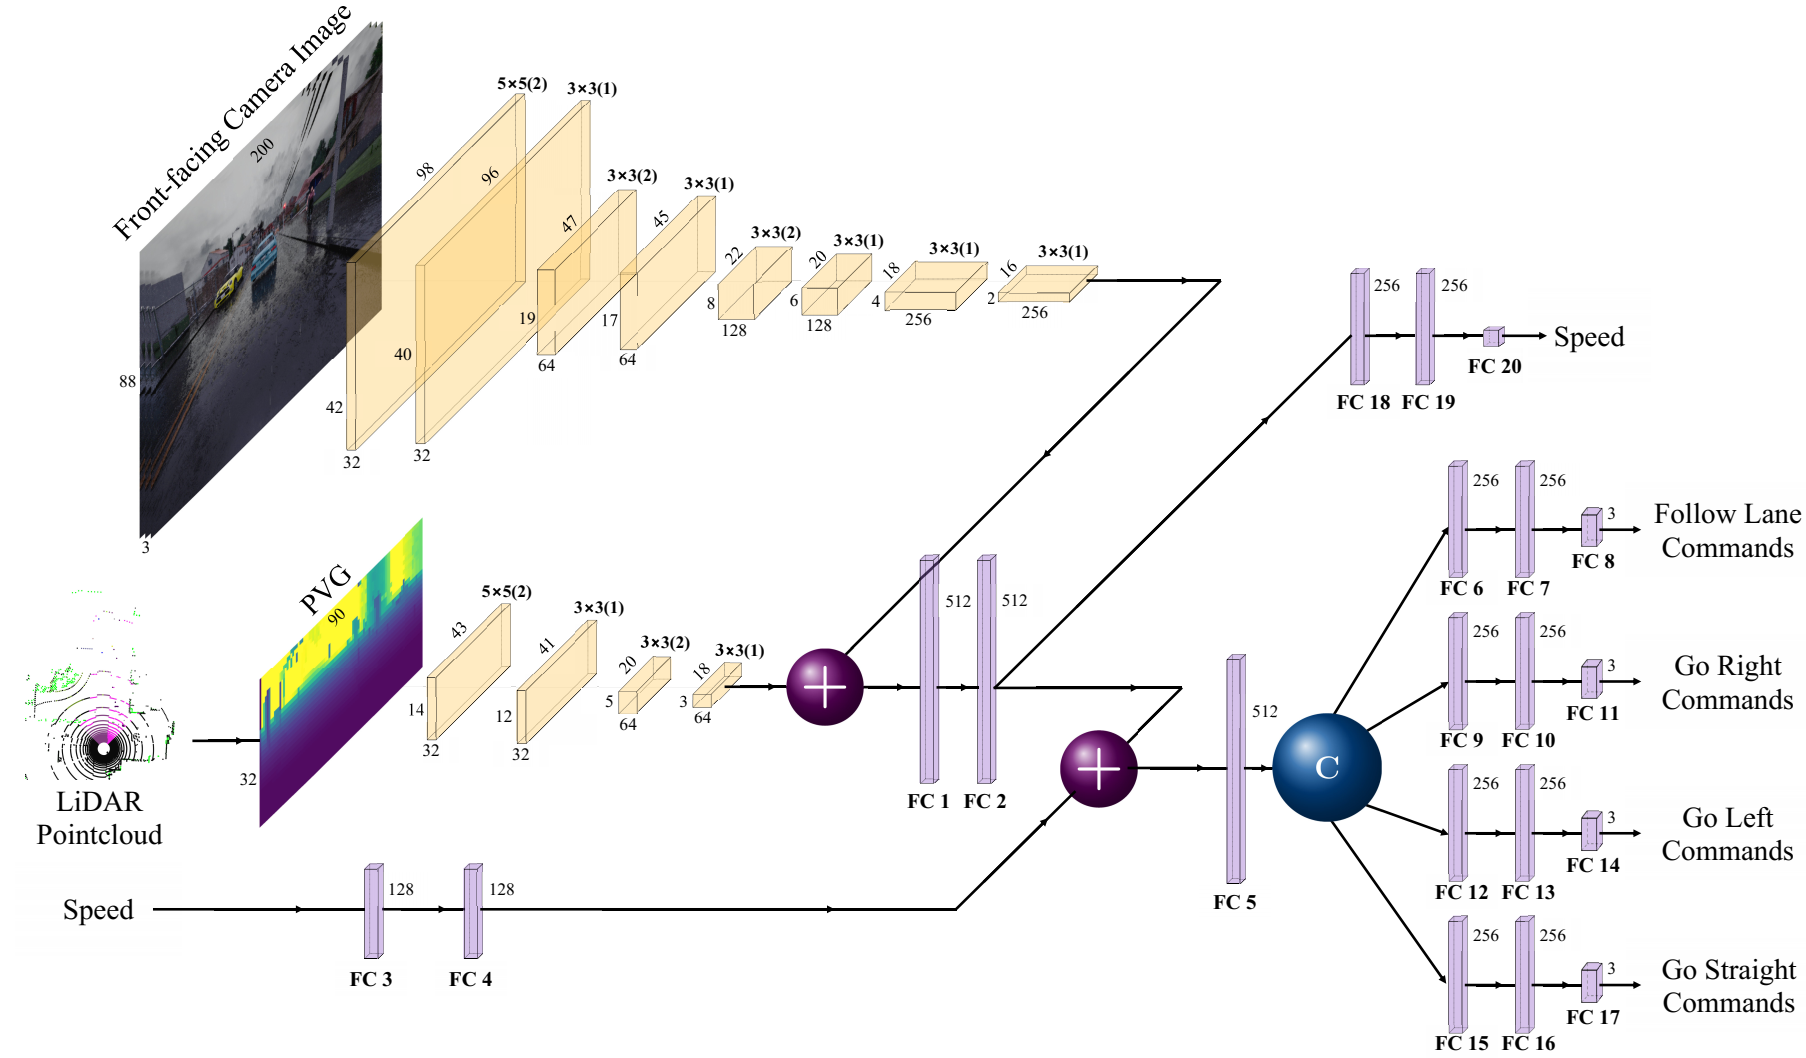 Front-facing Camera Image
200
88
3
5×5(2)
98
42
32
3×3(1)
96
40
32
3×3(2)
47
19
64
3×3(1)
45
17
64
3×3(2)
22
8
128
3×3(1)
20
6
128
3×3(1)
18
4
256
3×3(1)
16
2
256
LiDAR
Pointcloud
PVG
90
32
5×5(2)
43
14
32
3×3(1)
41
12
32
3×3(2)
20
5
64
3×3(1)
18
3
64
512
FC 1
512
FC 2
Speed
128
FC 3
128
FC 4
512
FC 5
C
256
FC 18
256
FC 19
FC 20
Speed
256
FC 6
256
FC 7
3
FC 8
Follow Lane
Commands
256
FC 9
256
FC 10
3
FC 11
Go Right
Commands
256
FC 12
256
FC 13
3
FC 14
Go Left
Commands
256
FC 15
256
FC 16
3
FC 17
Go Straight
Commands